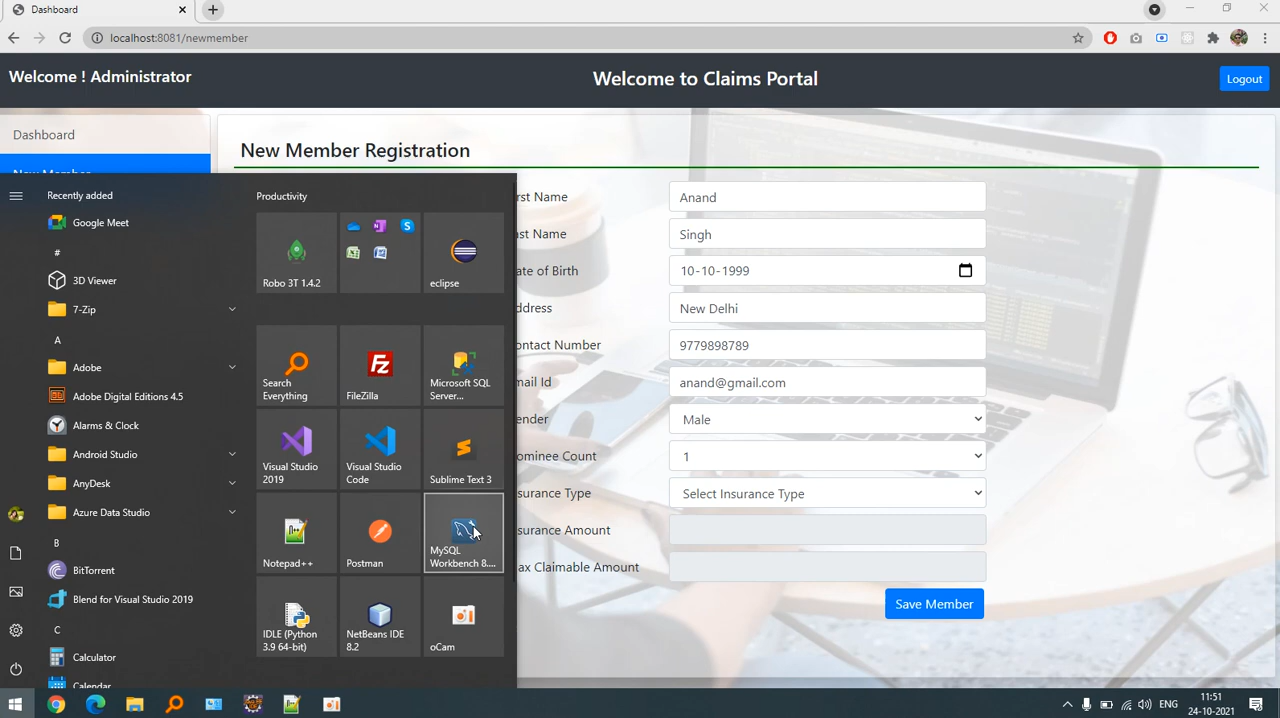 Dashboard
localhost:8081/newmember
Welcome ! Administrator
Welcome to Claims Portal
Logout
Dashboard
New Member Registration
Recently added
Google Meet
#
3D Viewer
7-Zip
A
Adobe
Adobe Digital Editions 4.5
Alarms & Clock
Android Studio
AnyDesk
Azure Data Studio
B
BitTorrent
Blend for Visual Studio 2019
C
Calculator
Calendar
Productivity
Robo 3T 1.4.2
eclipse
Search
Everything
FileZilla
Microsoft SQL
Server...
Visual Studio
2019
Visual Studio
Code
Sublime Text 3
Notepad++
Postman
MySQL
Workbench 8....
IDLE (Python
3.9 64-bit)
NetBeans IDE
8.2
oCam
rst Name
Anand
ast Name
Singh
ate of Birth
10-10-1999
ddress
New Delhi
ontact Number
9779898789
mail Id
anand@gmail.com
ender
Male
ominee Count
1
surance Type
Select Insurance Type
surance Amount
ax Claimable Amount
Save Member
ENG
11:51
24-10-2021